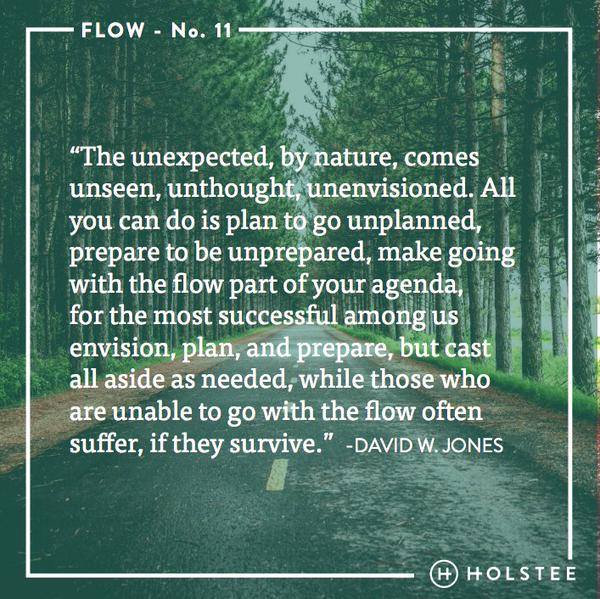 FLOW - No. 11
“The unexpected, by nature, comes
unseen, unthought, unenvisioned. All
you can do is plan to go unplanned,
prepare to be unprepared, make going
with the flow part of your agenda,
for the most successful among us
envision, plan, and prepare, but cast
all aside as needed, while those who
are unable to go with the flow often
suffer, if they survive.” -DAVID W. JONES
H HOLSTEE